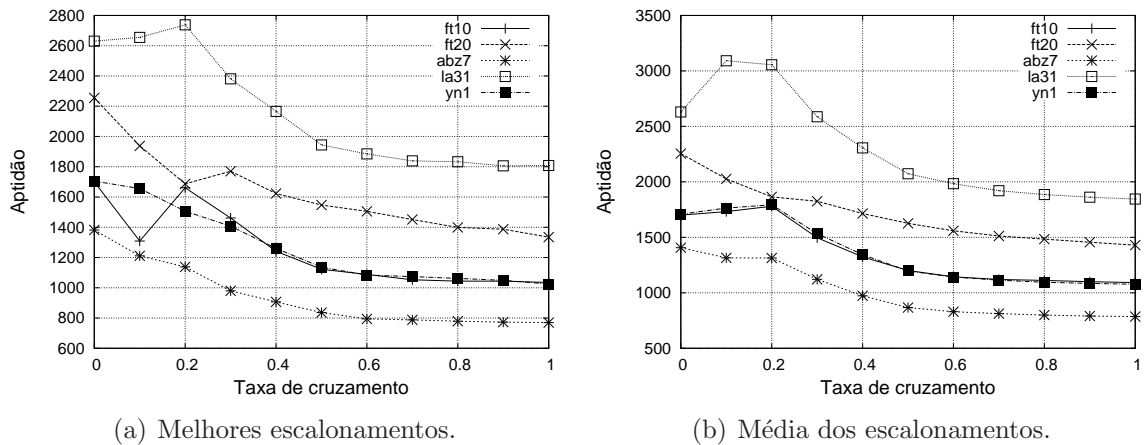 2800
2600
2400
2200
2000
1800
1600
1400
1200
1000
800
600
Aptidão
0
0.2
0.4
0.6
0.8
1
Taxa de cruzamento
ft10
ft20
abz7
la31
yn1
(a) Melhores escalonamentos.
3500
3000
2500
2000
1500
1000
500
Aptidão
0
0.2
0.4
0.6
0.8
1
Taxa de cruzamento
ft10
ft20
abz7
la31
yn1
(b) Média dos escalonamentos.